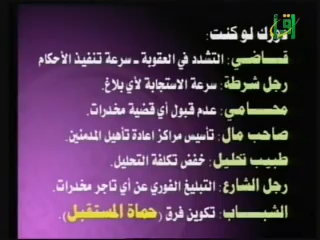 اقرأ
دورك لو كنت:
قاضي: التشدد في العقوبة - سرعة تنفيذ الأحكام
رجل شرطة: سرعة الاستجابة لأي بلاغ.
محامي: عدم قبول أي قضية مخدرات.
صاحب مال: تأسيس مراكز اعادة تأهيل المدمنين.
طبيب تحليل: خفض تكلفة التحليل.
رجل الشارع: التبليغ الفوري عن أي تاجر مخدرات.
الشباب: تكوين فرق (حماة المستقبل).